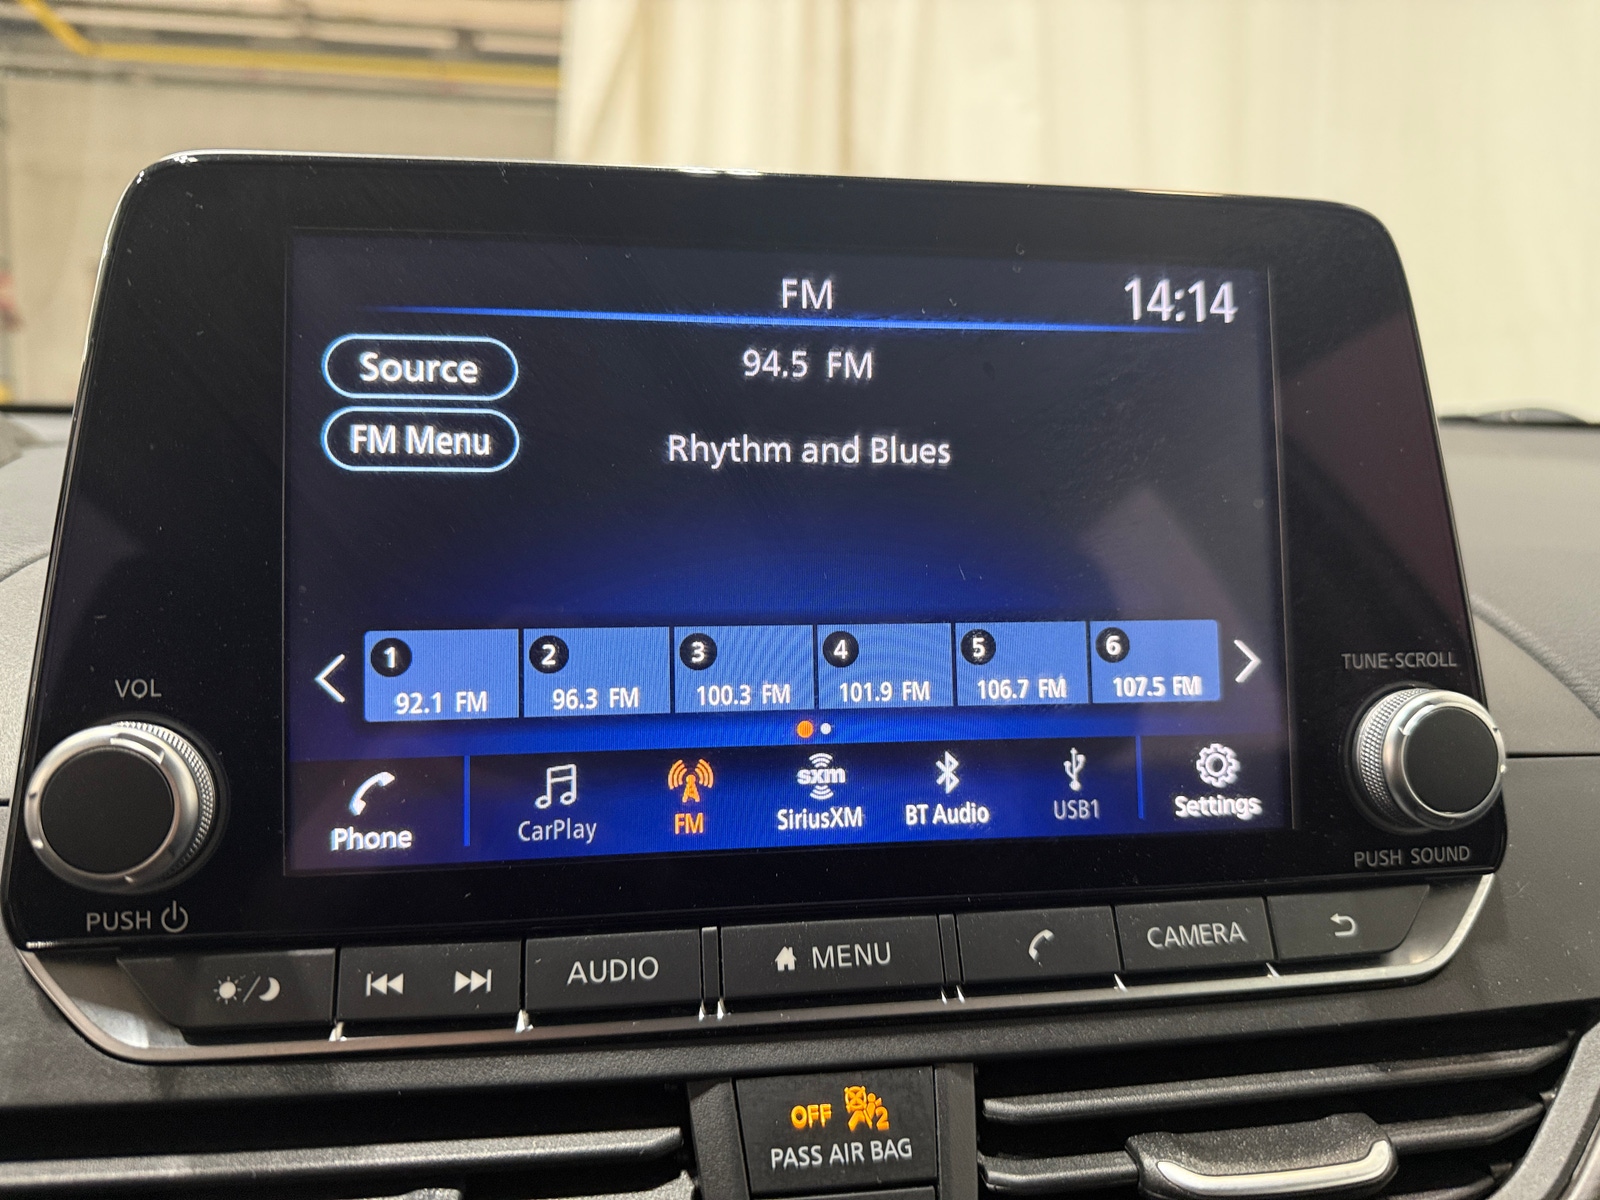 FM
14:14
Source
94.5 FM
FM Menu
Rhythm and Blues
1
2
3
4
5
6
92.1 FM
96.3 FM
100.3 FM
101.9 FM
106.7 FM
107.5 FM
VOL
TUNE·SCROLL
Phone
CarPlay
FM
sxm
SiriusXM
BT Audio
USB1
Settings
PUSH
PUSH SOUND
AUDIO
MENU
CAMERA
OFF 2
PASS AIR BAG